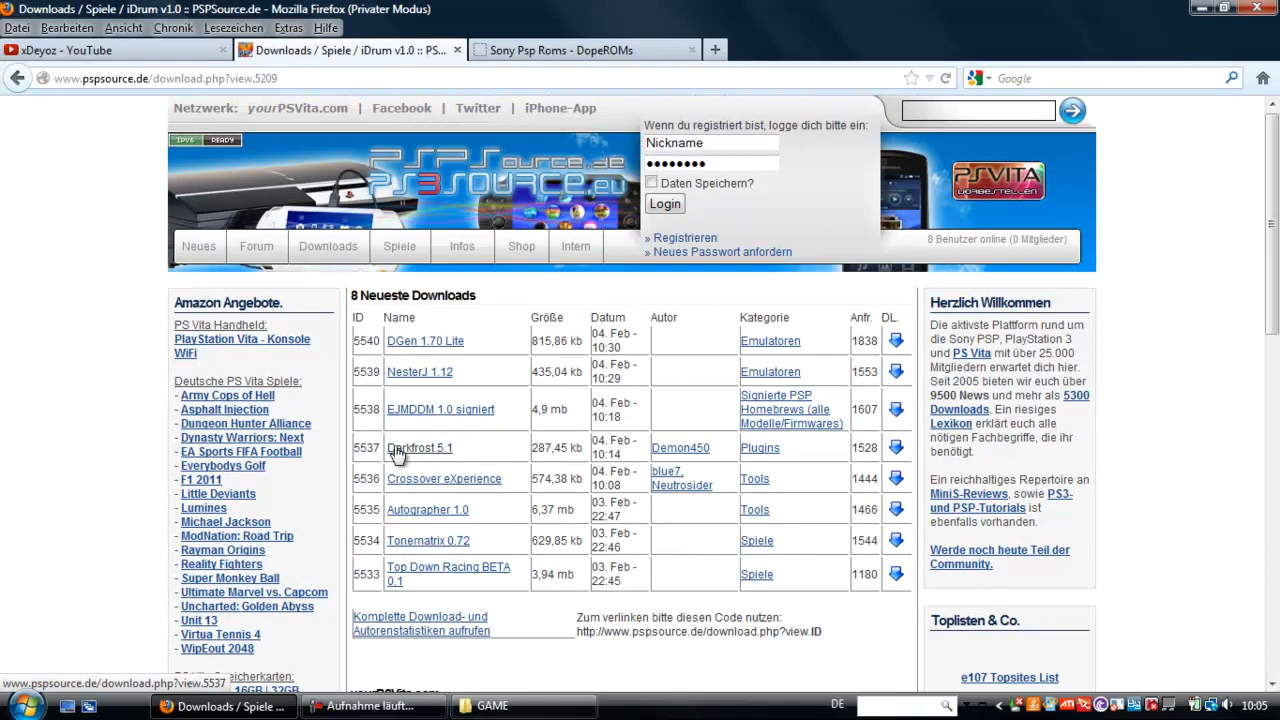 Downloads / Spiele / iDrum v1.0 :: PSPSource.de - Mozilla Firefox (Privater Modus)
Datei Bearbeiten Ansicht Chronik Lesezeichen Extras Hilfe
xDeyoz - YouTube
Downloads / Spiele / iDrum v1.0 :: PS...
Sony Psp Roms - DopeROMs
www.pspsource.de/download.php?view.5209
Google
Netzwerk: yourPSVita.com | Facebook | Twitter | iPhone-App
Wenn du registriert bist, logge dich bitte ein:
Nickname
Daten Speichern?
Login
» Registrieren
» Neues Passwort anfordern
IPV6 READY
PSPSource.de
PS3Source.eu
PSVITA
VORBESTELLEN
Neues Forum Downloads Spiele Infos Shop Intern
8 Benutzer online (0 Mitglieder)
Amazon Angebote.
PS Vita Handheld:
PlayStation Vita - Konsole
WiFi
Deutsche PS Vita Spiele:
- Army Corps of Hell
- Asphalt Injection
- Dungeon Hunter Alliance
- Dynasty Warriors: Next
- EA Sports FIFA Football
- Everybodys Golf
- F1 2011
- Little Deviants
- Lumines
- Michael Jackson
- ModNation: Road Trip
- Rayman Origins
- Reality Fighters
- Super Monkey Ball
- Ultimate Marvel vs. Capcom
- Uncharted: Golden Abyss
- Unit 13
- Virtua Tennis 4
- WipEout 2048
16GB | 32GB
8 Neueste Downloads
ID Name Größe Datum Autor Kategorie Anfr. DL.
5540 DGen 1.70 Lite 815,86 kb 04. Feb - 10:30 Emulatoren 1838
5539 NesterJ 1.12 435,04 kb 04. Feb - 10:29 Emulatoren 1553
5538 EJMDDM 1.0 signiert 4,9 mb 04. Feb - 10:18 Signierte PSP Homebrews (alle Modelle/Firmwares) 1607
5537 Darkfrost 5.1 287,45 kb 04. Feb - 10:14 Demon450 Plugins 1528
5536 Crossover eXperience 574,38 kb 04. Feb - 10:08 blue7, Neutrosider Tools 1444
5535 Autographer 1.0 6,37 mb 03. Feb - 22:47 Tools 1466
5534 Tonematrix 0.72 629,85 kb 03. Feb - 22:46 Spiele 1544
5533 Top Down Racing BETA 0.1 3,94 mb 03. Feb - 22:45 Spiele 1180
Komplette Download- und
Autorenstatistiken aufrufen
Zum verlinken bitte diesen Code nutzen:
http://www.pspsource.de/download.php?view.ID
Herzlich Willkommen
Die aktivste Plattform rund um
die Sony PSP, PlayStation 3
und PS Vita mit über 25.000
Mitgliedern erwartet dich hier.
Seit 2005 bieten wir euch über
9500 News und mehr als 5300
Downloads. Ein riesiges
Lexikon erklärt euch alle
nötigen Fachbegriffe, die ihr
benötigt.
Ein reichhaltiges Repertoire an
MiniS-Reviews, sowie PS3-
und PSP-Tutorials ist
ebenfalls vorhanden.
Werde noch heute Teil der
Community.
Toplisten & Co.
e107 Topsites List
www.pspsource.de/download.php?view.5537
Downloads / Spiele ...
Aufnahme läuft...
GAME
DE
10:05